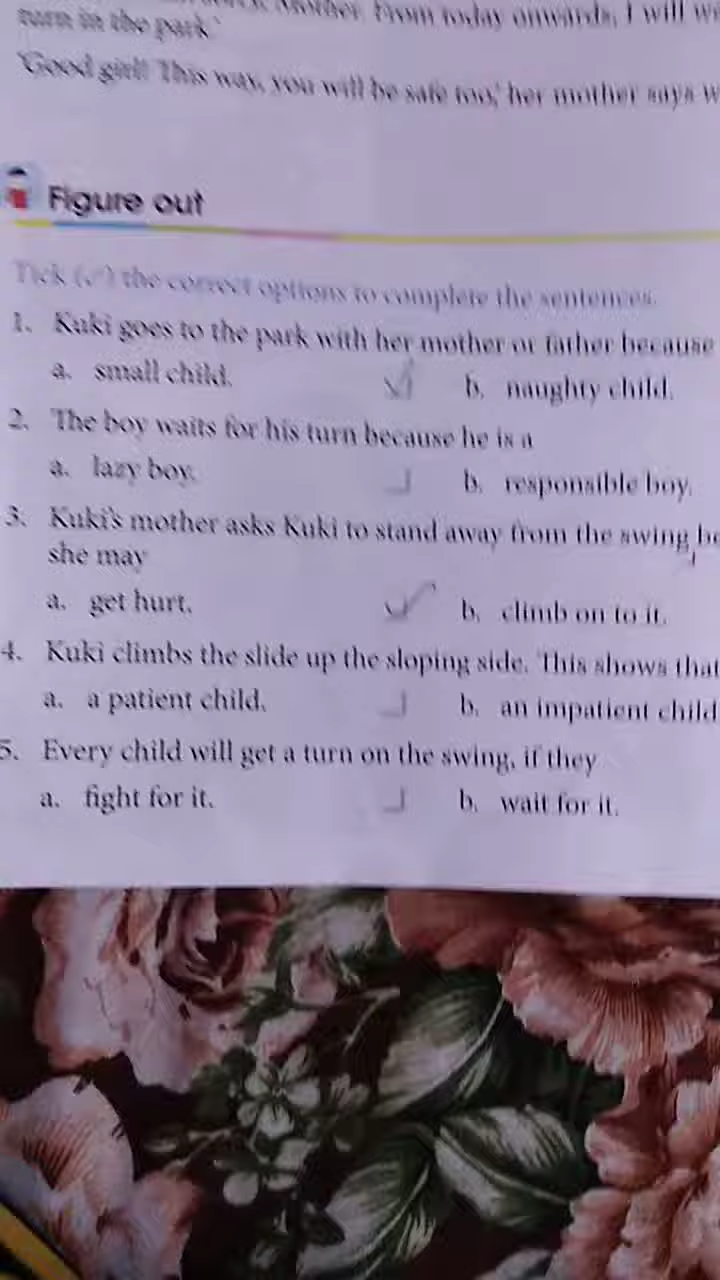 Mother. From today onwards, I will
turn in the park.'
'Good girl! This way, you will be safe too,' her mother says
Figure out
Tick (✓) the correct options to complete the sentences.
1. Kuki goes to the park with her mother or father because
a. small child. b. naughty child.
2. The boy waits for his turn because he is a
a. lazy boy. b. responsible boy.
3. Kuki's mother asks Kuki to stand away from the swing
she may
a. get hurt. b. climb on to it.
4. Kuki climbs the slide up the sloping side. This shows that
a. a patient child. b. an impatient child
5. Every child will get a turn on the swing, if they
a. fight for it. b. wait for it.